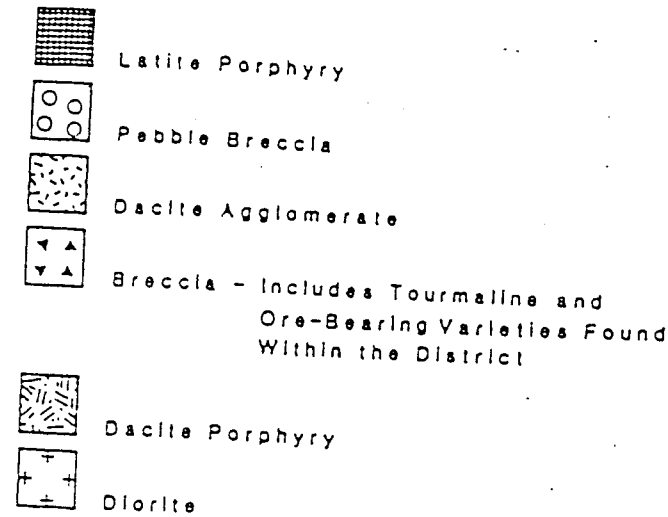 Latite Porphyry
Pebble Breccia
Dacite Agglomerate
Breccia - Includes Tourmaline and
Ore-Bearing Varieties Found
Within the District
Dacite Porphyry
Diorite